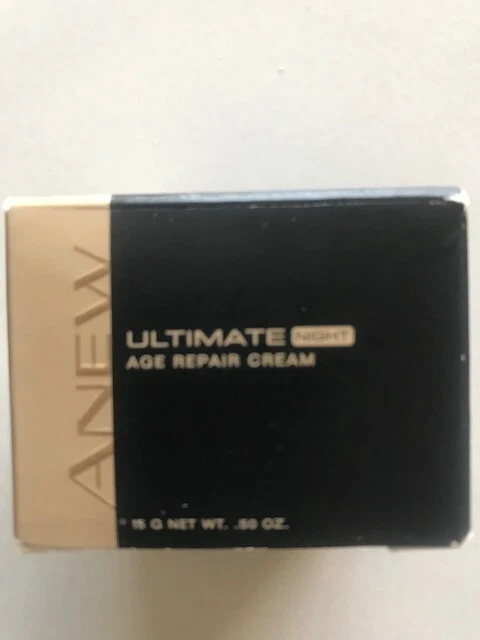 ANEW
ULTIMATE NIGHT
AGE REPAIR CREAM
15 G NET WT. .50 OZ.